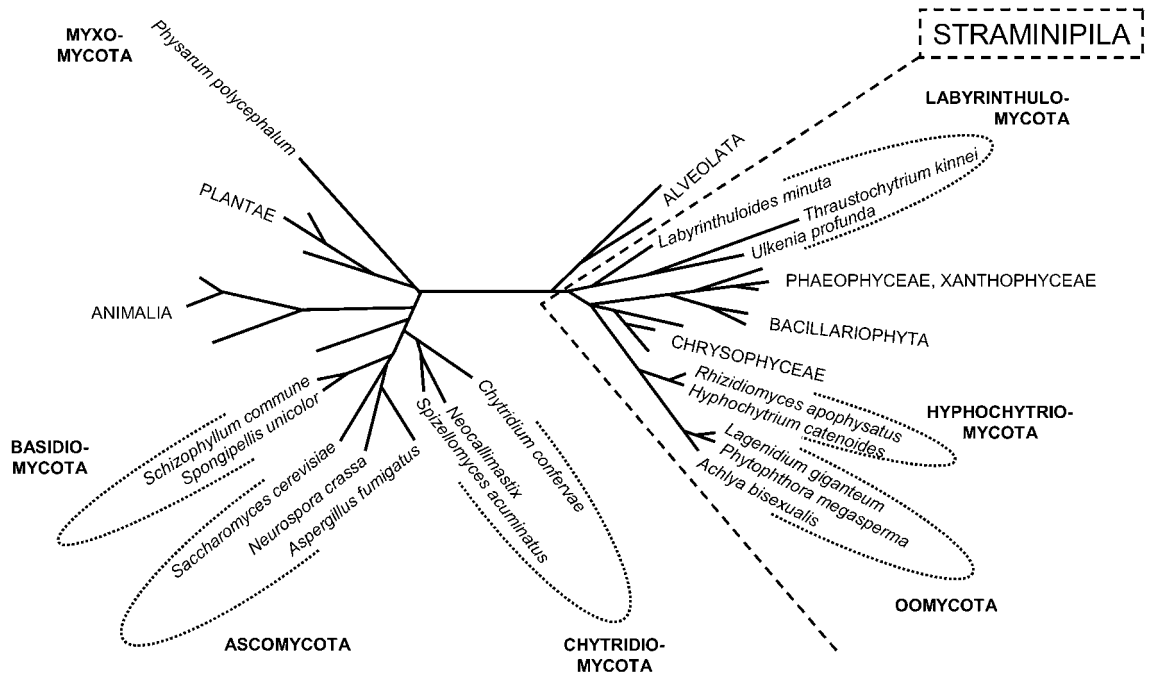 MYXO-
MYCOTA
Physarum polycephalum
STRAMINIPILA
LABYRINTHULO-
MYCOTA
ALVEOLATA
Labyrinthuloides minuta
Thraustochytrium kinnei
Ulkenia profunda
PLANTAE
PHAEOPHYCEAE, XANTHOPHYCEAE
ANIMALIA
BACILLARIOPHYTA
CHRYSOPHYCEAE
Rhizidiomyces apophysatus
Hyphochytrium catenoides
HYPHOCHYTRIO-
MYCOTA
Lagenidium giganteum
Phytophthora megasperma
Achlya bisexualis
OOMYCOTA
BASIDIO-
MYCOTA
Schizophyllum commune
Spongipellis unicolor
Saccharomyces cerevisiae
Neurospora crassa
Aspergillus fumigatus
ASCOMYCOTA
Spizellomyces acuminatus
Neocallimastix
Chytridium confervae
CHYTRIDIO-
MYCOTA